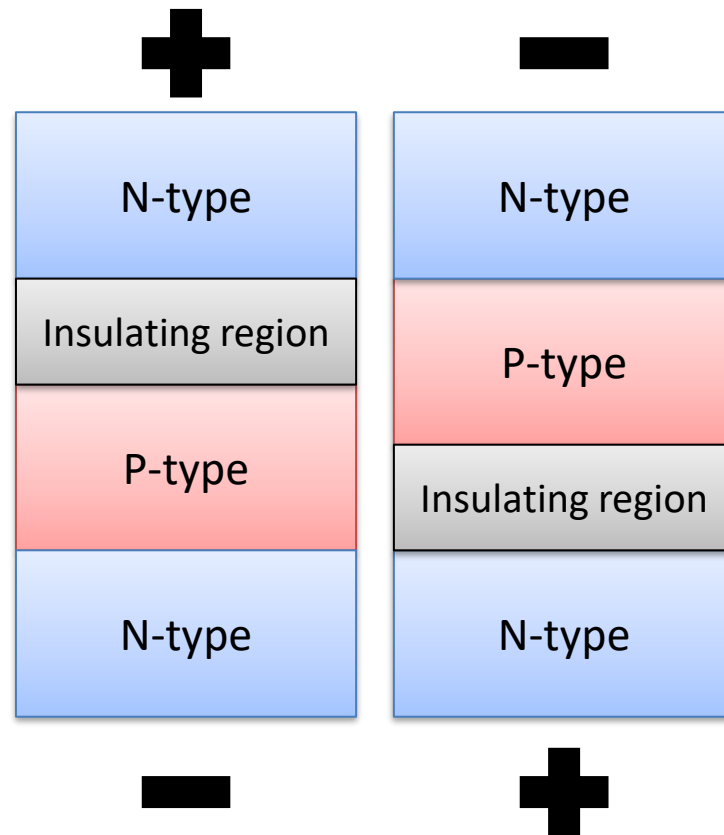 +
−
N-type
Insulating region
P-type
N-type
N-type
P-type
Insulating region
N-type
−
+